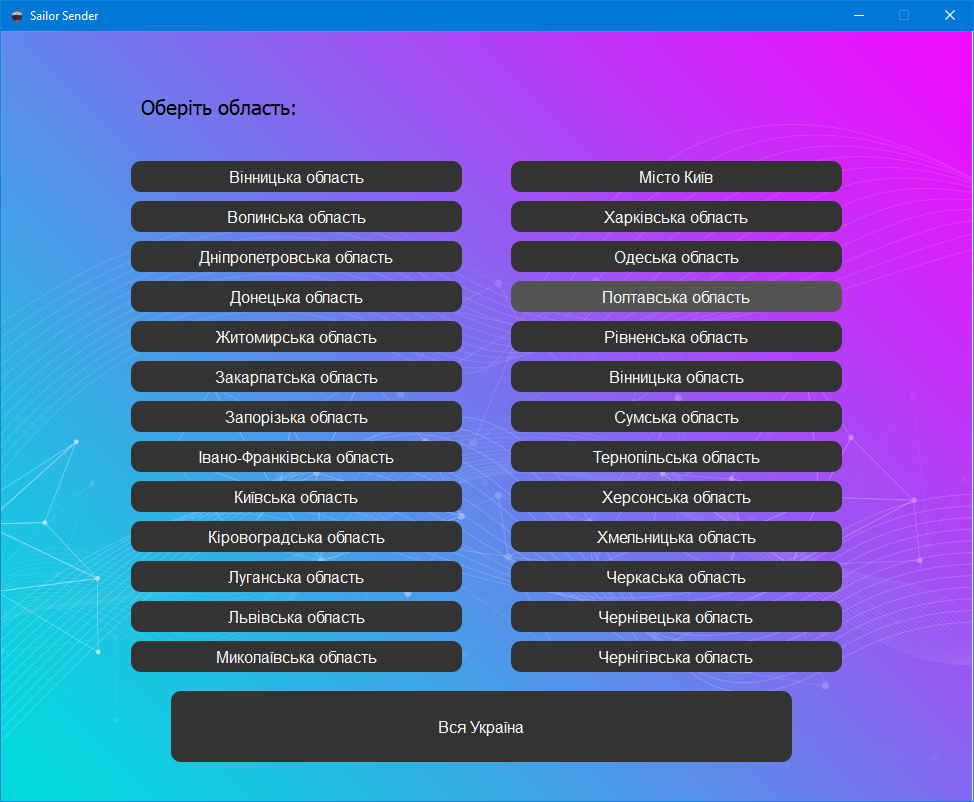 Sailor Sender
Оберіть область:
Вінницька область
Волинська область
Дніпропетровська область
Донецька область
Житомирська область
Закарпатська область
Запорізька область
Івано-Франківська область
Київська область
Кіровоградська область
Луганська область
Львівська область
Миколаївська область
Місто Київ
Харківська область
Одеська область
Полтавська область
Рівненська область
Вінницька область
Сумська область
Тернопільська область
Херсонська область
Хмельницька область
Черкаська область
Чернівецька область
Чернігівська область
Вся Україна